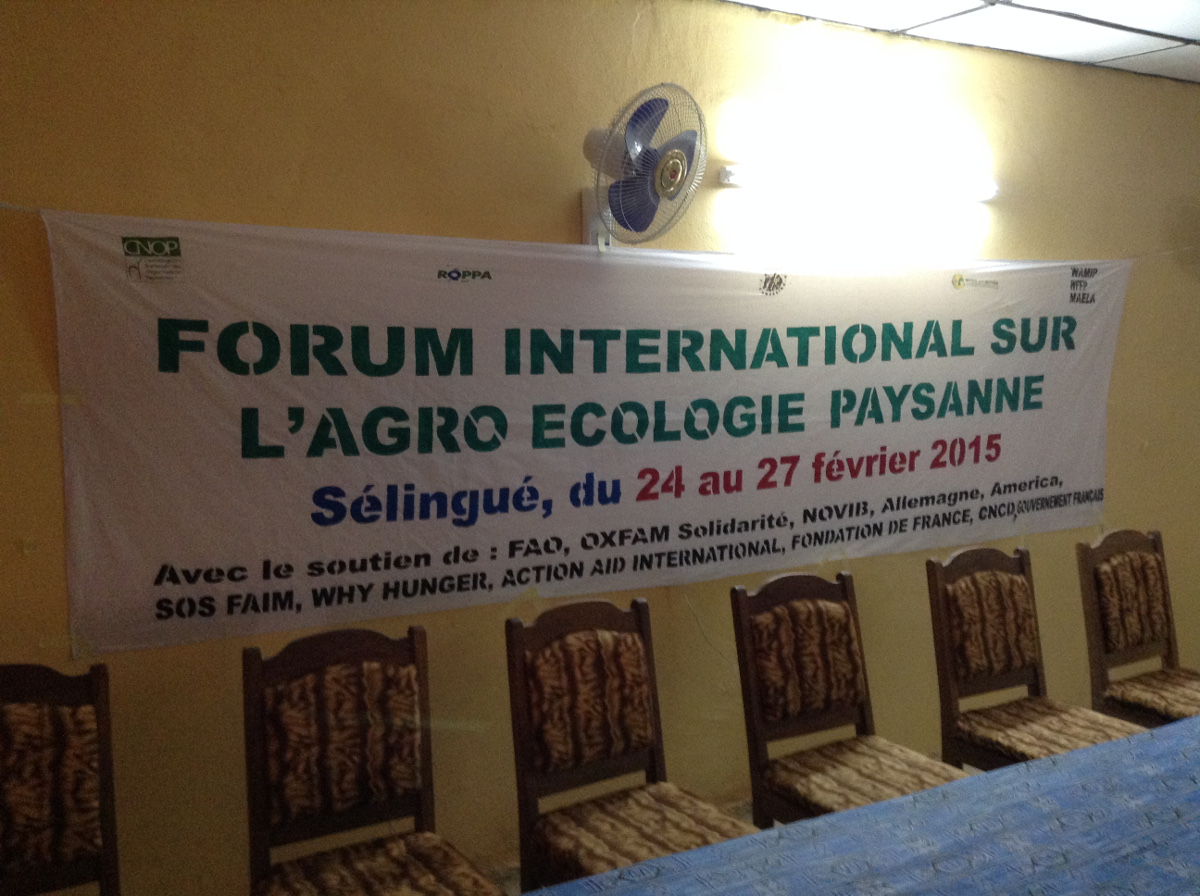 CNOP
ROPPA
WAMIP
WFFP
MAELA
FORUM INTERNATIONAL SUR
L'AGRO ECOLOGIE PAYSANNE
Sélingué, du 24 au 27 février 2015
Avec le soutien de : FAO, OXFAM Solidarité, NOVIB, Allemagne, America,
SOS FAIM, WHY HUNGER, ACTION AID INTERNATIONAL, FONDATION DE FRANCE, CNCD, GOUVERNEMENT FRANÇAIS